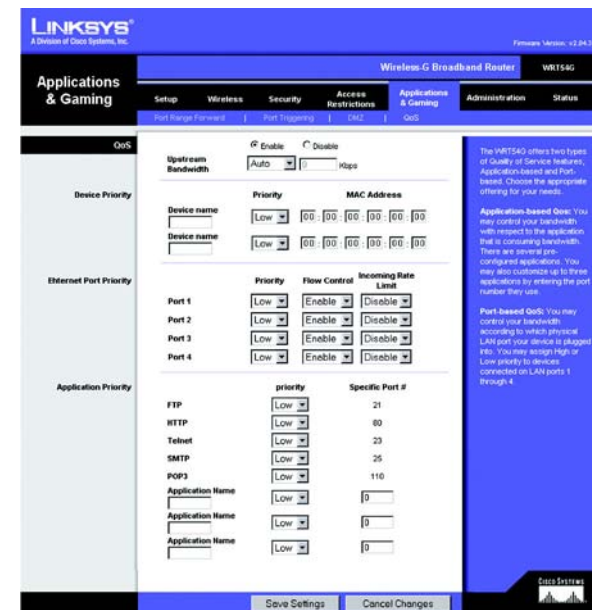 LINKSYS®
A Division of Cisco Systems, Inc.
Firmware Version: v2.04.3
Wireless-G Broadband Router WRT54G
Applications & Gaming
Setup Wireless Security Access Restrictions Applications & Gaming Administration Status
Port Range Forward | Port Triggering | DMZ | QoS
QoS
Enable Disable
Upstream Bandwidth Auto 0 Kbps
Device Priority
Priority MAC Address
Device name Low 00 : 00 : 00 : 00 : 00 : 00
Device name Low 00 : 00 : 00 : 00 : 00 : 00
Ehternet Port Priority
Priority Flow Control Incoming Rate Limit
Port 1 Low Enable Disable
Port 2 Low Enable Disable
Port 3 Low Enable Disable
Port 4 Low Enable Disable
Application Priority
priority Specific Port #
FTP Low 21
HTTP Low 80
Telnet Low 23
SMTP Low 25
POP3 Low 110
Application Name Low 0
Application Name Low 0
Application Name Low 0
The WRT54G offers two types
of Quality of Service features,
Application-based and Port-
based. Choose the appropriate
offering for your needs.
Application-based Qos: You
may control your bandwidth
with respect to the application
that is consuming bandwidth.
There are several pre-
configured applications. You
may also customize up to three
applications by entering the port
number they use.
Port-based QoS: You may
control your bandwidth
according to which physical
LAN port your device is plugged
into. You may assign High or
Low priority to devices
connected on LAN ports 1
through 4.
Save Settings Cancel Changes
CISCO SYSTEMS